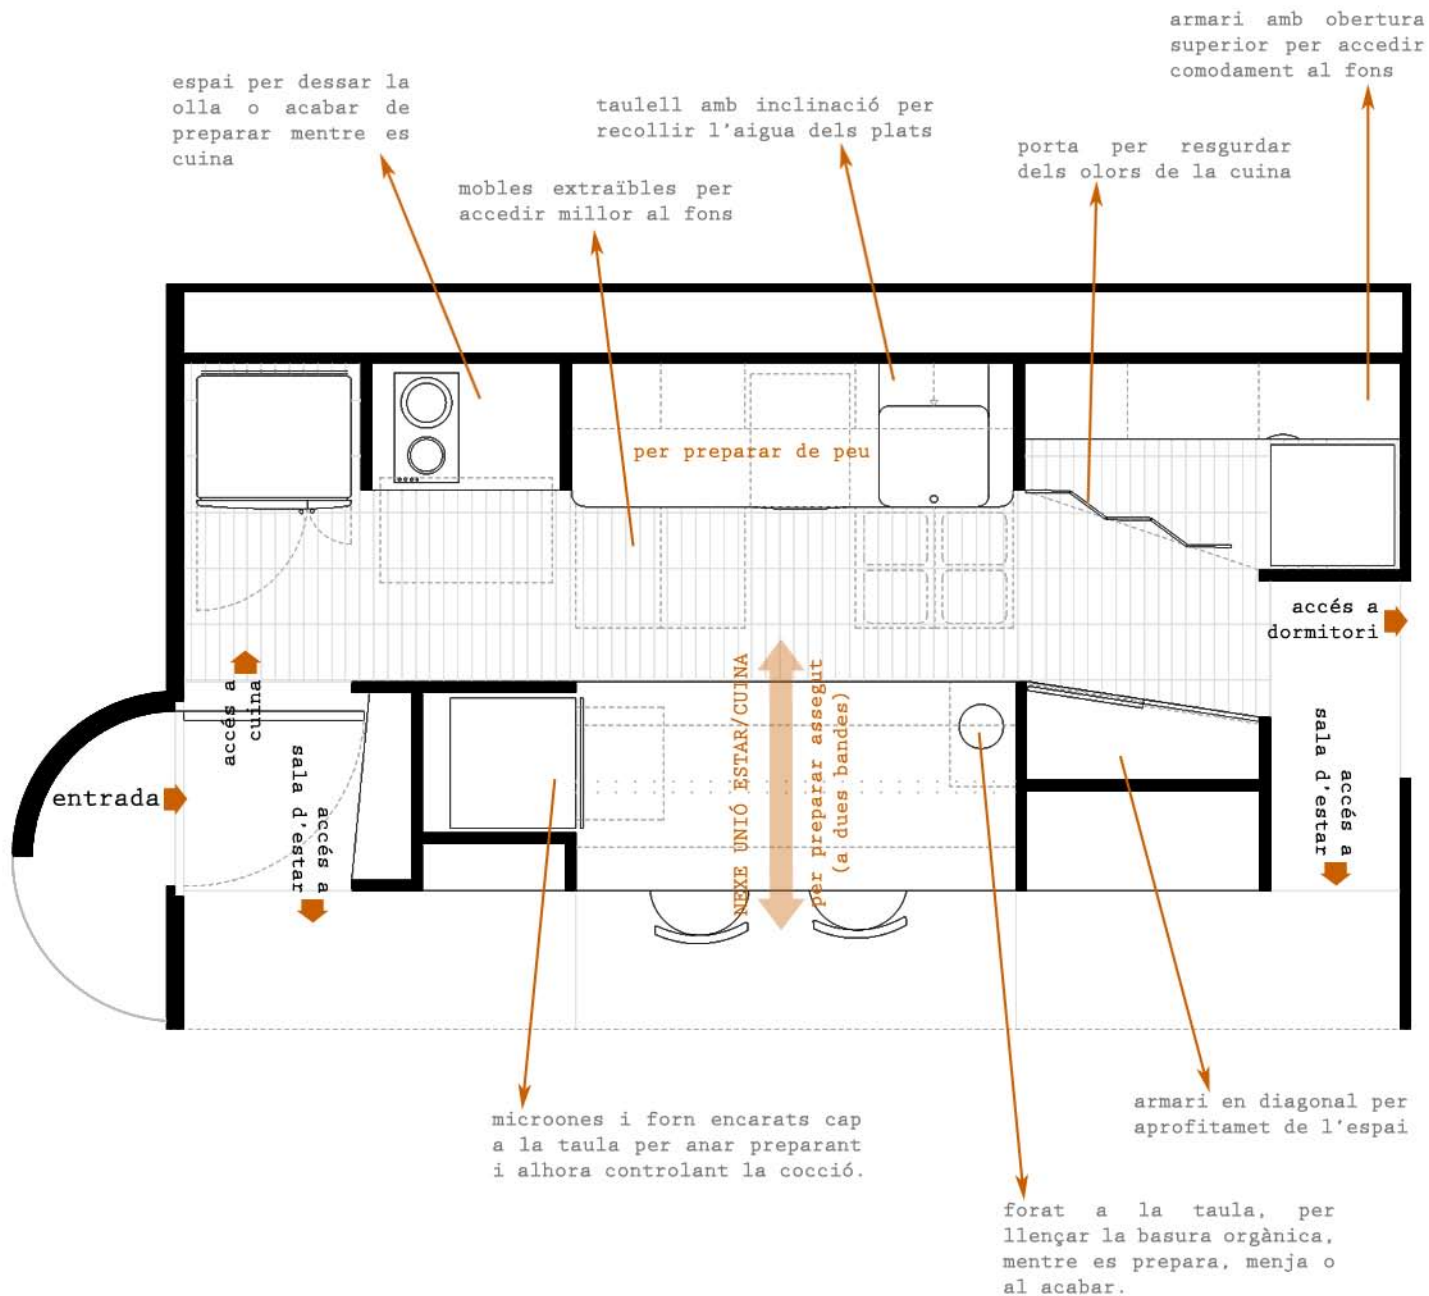 armari amb obertura
superior per accedir
comodament al fons
espai per dessar la
olla o acabar de
preparar mentre es
cuina
taulell amb inclinació per
recollir l'aigua dels plats
porta per resgurdar
dels olors de la cuina
mobles extraïbles per
accedir millor al fons
per preparar de peu
accés a
dormitori
accés a
cuina
NEXE UNIÓ ESTAR/CUINA
per preparar assegut
(a dues bandes)
entrada
accés a
sala d'estar
accés a
sala d'estar
microones i forn encarats cap
a la taula per anar preparant
i alhora controlant la cocció.
armari en diagonal per
aprofitamet de l'espai
forat a la taula, per
llençar la basura orgànica,
mentre es prepara, menja o
al acabar.